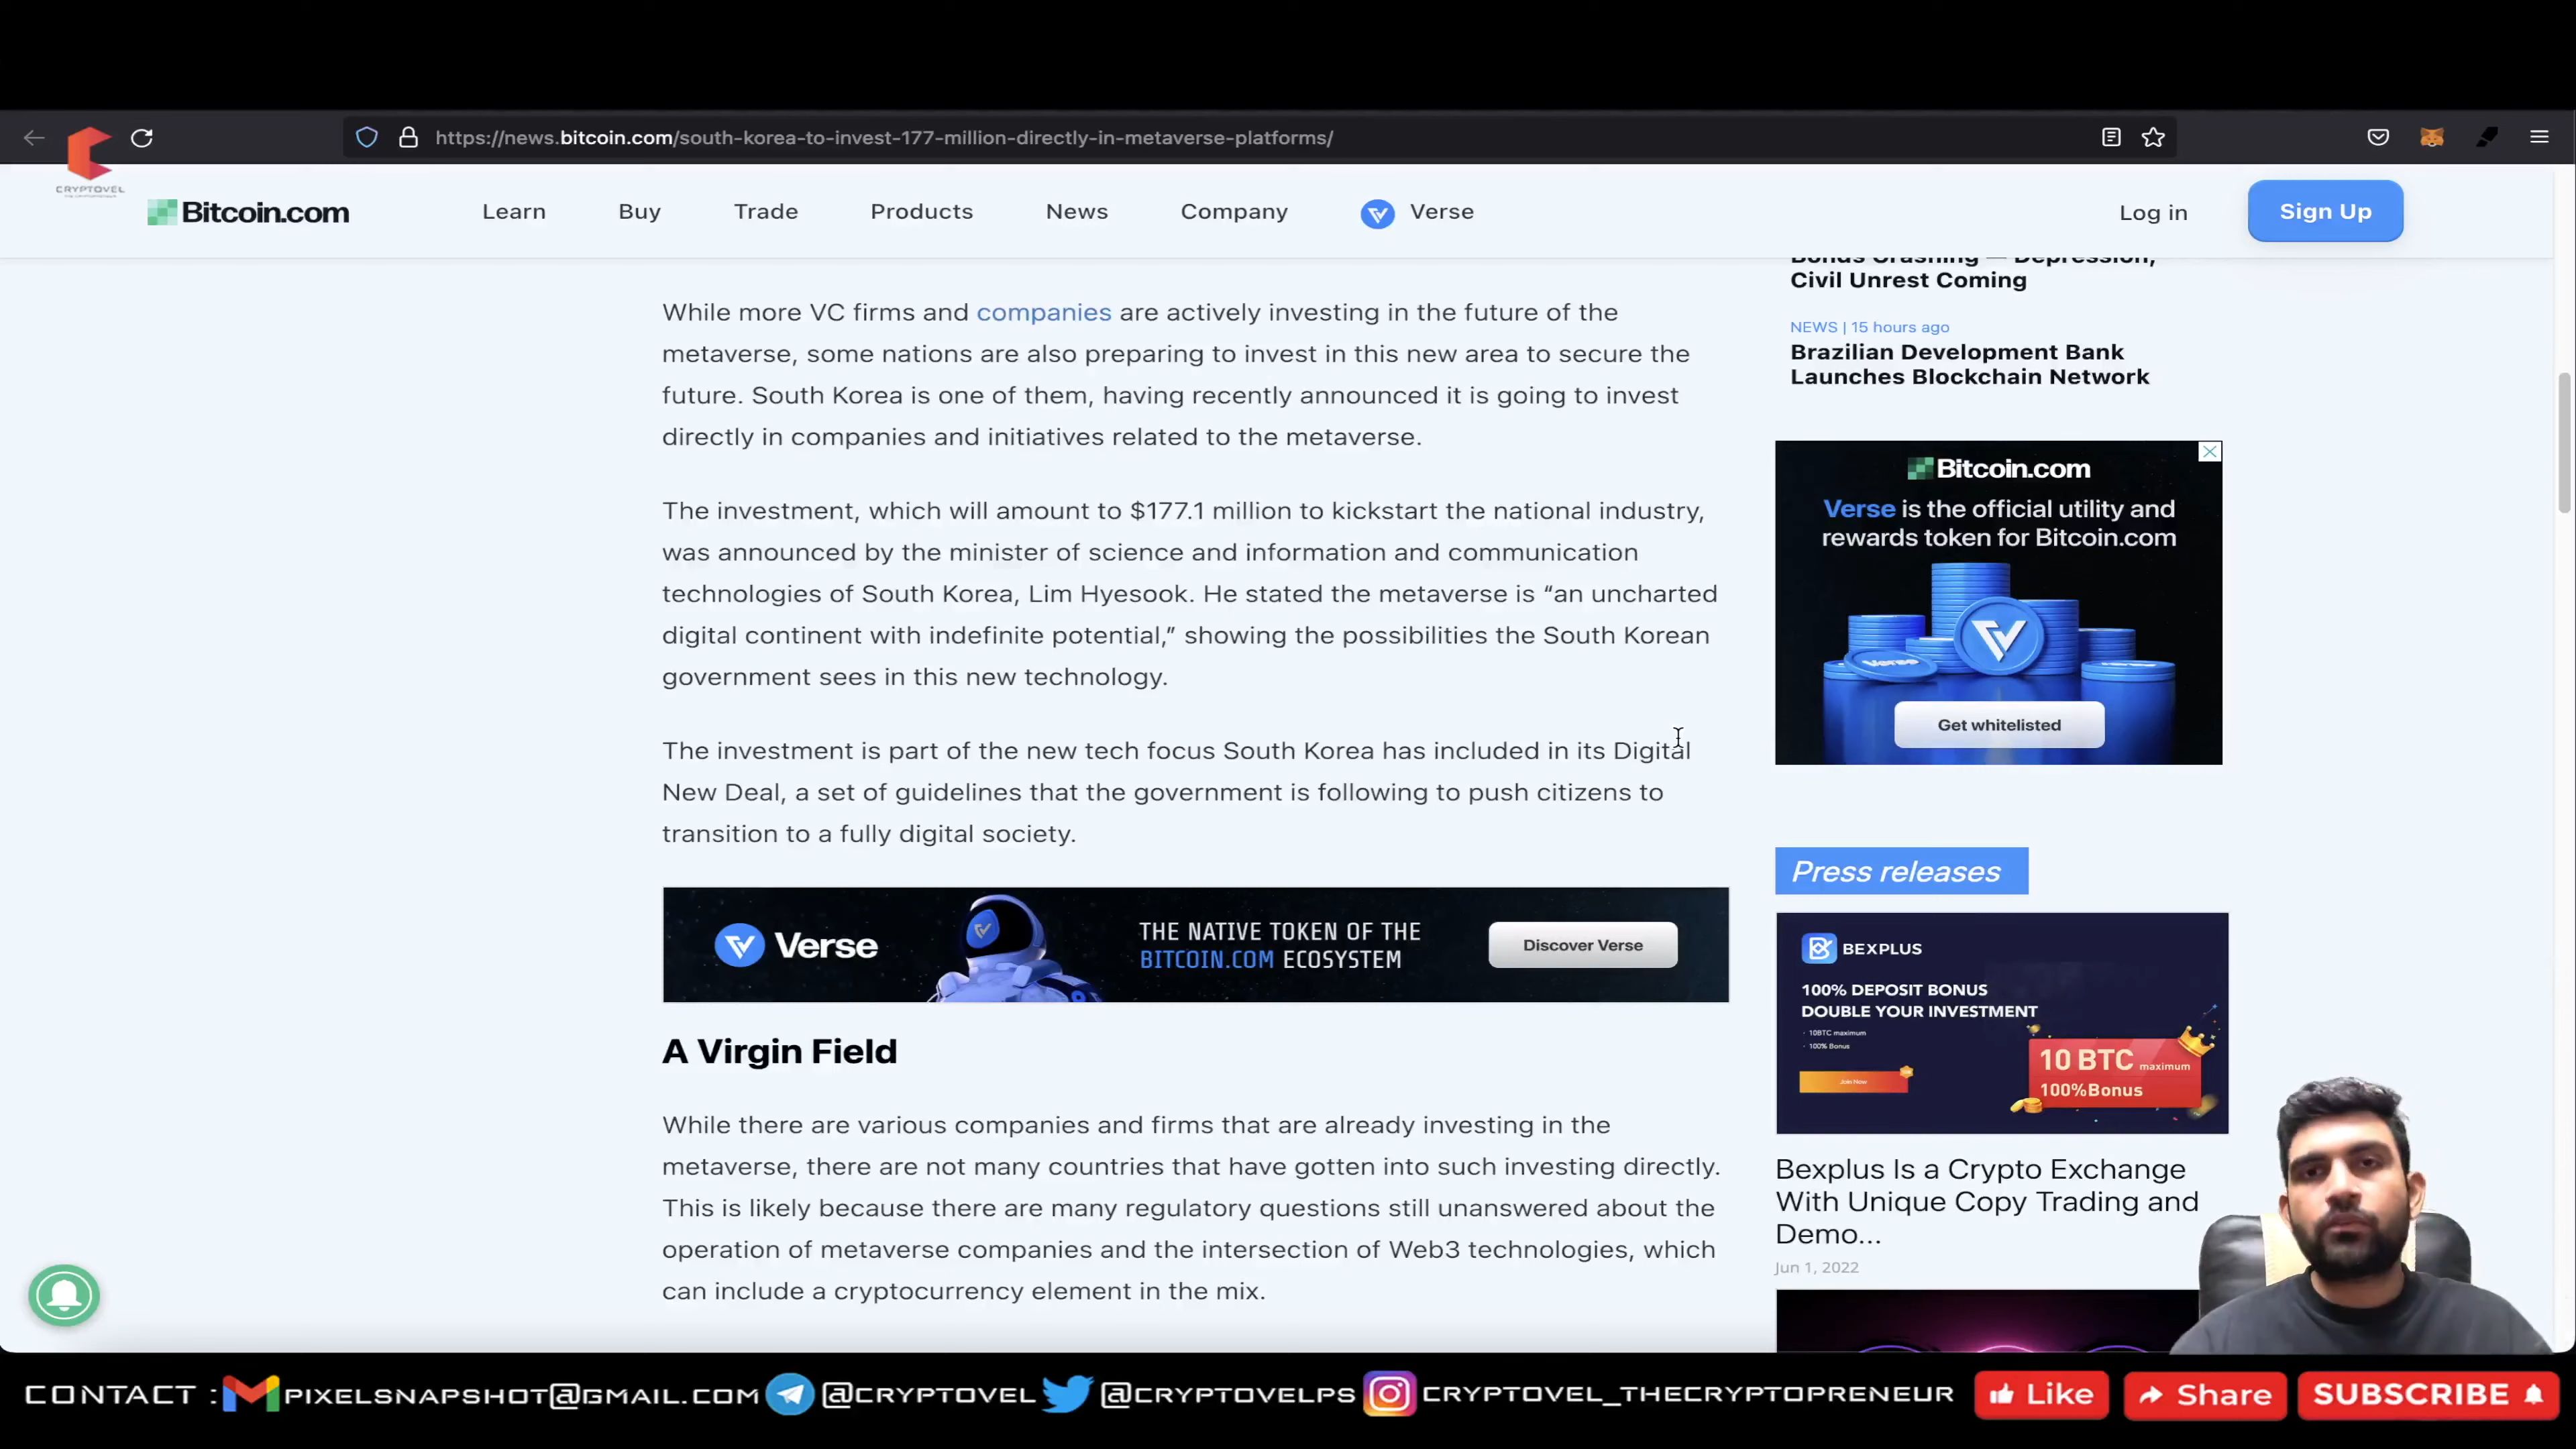 https://news.bitcoin.com/south-korea-to-invest-177-million-directly-in-metaverse-platforms/
CRYPTOVEL
Bitcoin.com
Learn
Buy
Trade
Products
News
Company
Verse
Log in
Sign Up
While more VC firms and companies are actively investing in the future of the
metaverse, some nations are also preparing to invest in this new area to secure the
future. South Korea is one of them, having recently announced it is going to invest
directly in companies and initiatives related to the metaverse.
The investment, which will amount to $177.1 million to kickstart the national industry,
was announced by the minister of science and information and communication
technologies of South Korea, Lim Hyesook. He stated the metaverse is “an uncharted
digital continent with indefinite potential,” showing the possibilities the South Korean
government sees in this new technology.
The investment is part of the new tech focus South Korea has included in its Digital
New Deal, a set of guidelines that the government is following to push citizens to
transition to a fully digital society.
Verse
THE NATIVE TOKEN OF THE
BITCOIN.COM ECOSYSTEM
Discover Verse
A Virgin Field
While there are various companies and firms that are already investing in the
metaverse, there are not many countries that have gotten into such investing directly.
This is likely because there are many regulatory questions still unanswered about the
operation of metaverse companies and the intersection of Web3 technologies, which
can include a cryptocurrency element in the mix.
Bonds Crashing — Depression,
Civil Unrest Coming
NEWS | 15 hours ago
Brazilian Development Bank
Launches Blockchain Network
Bitcoin.com
Verse is the official utility and
rewards token for Bitcoin.com
Verse
Get whitelisted
Press releases
BEXPLUS
100% DEPOSIT BONUS
DOUBLE YOUR INVESTMENT
· 10BTC maximum
· 100% Bonus
Join Now
10 BTC maximum
100%Bonus
Bexplus Is a Crypto Exchange
With Unique Copy Trading and
Demo...
Jun 1, 2022
CONTACT : PIXELSNAPSHOT@GMAIL.COM @CRYPTOVEL @CRYPTOVELPS CRYPTOVEL_THECRYPTOPRENEUR Like Share SUBSCRIBE